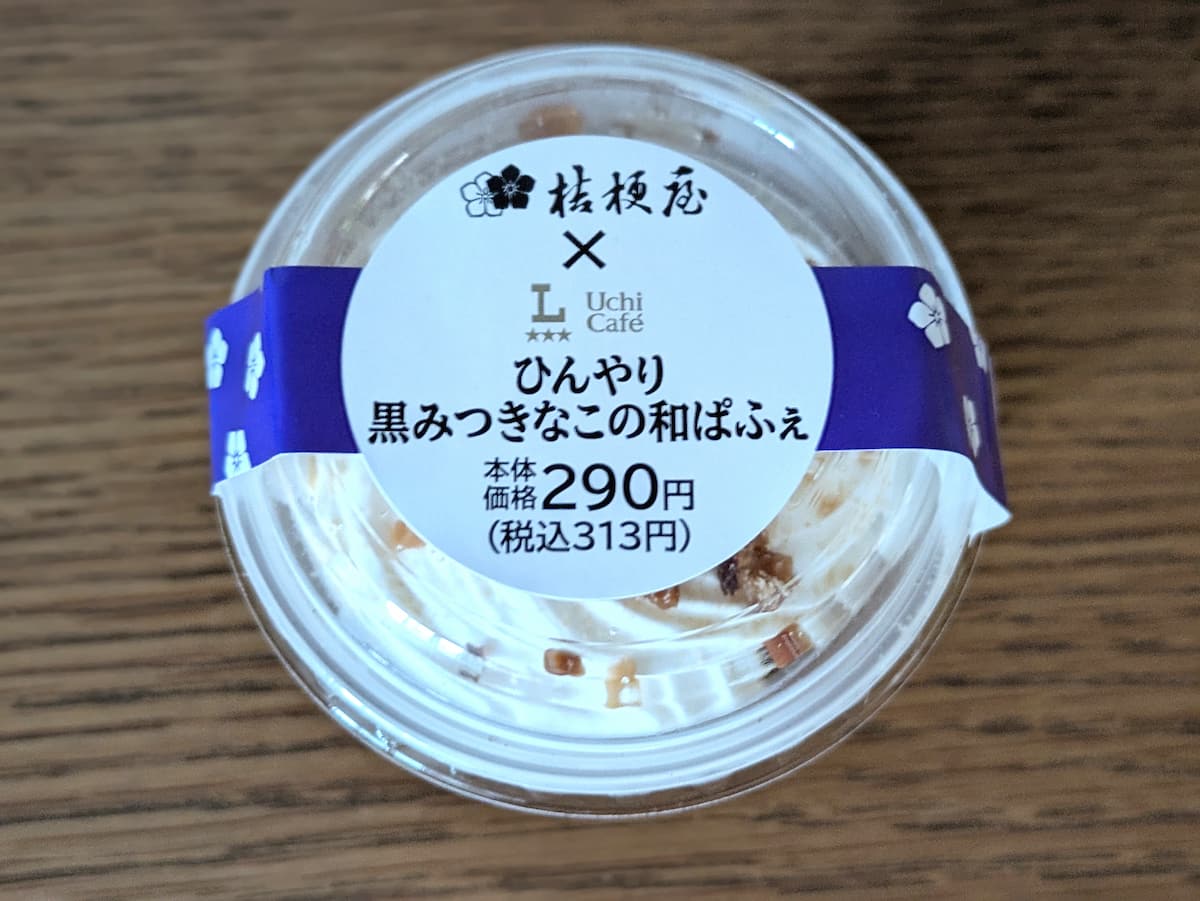 桔梗屋
×
L Uchi
Café
ひんやり
黒みつきなこの和ぱふぇ
本体
価格290円
(税込313円)